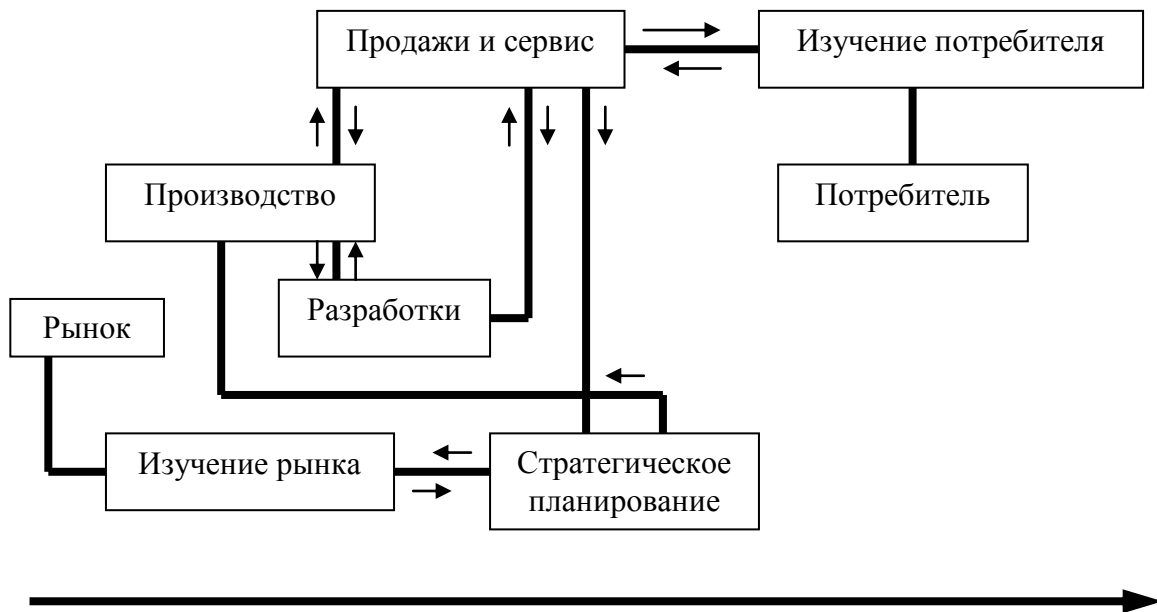 Продажи и сервис
Изучение потребителя
Производство
Потребитель
Разработки
Рынок
Изучение рынка
Стратегическое
планирование